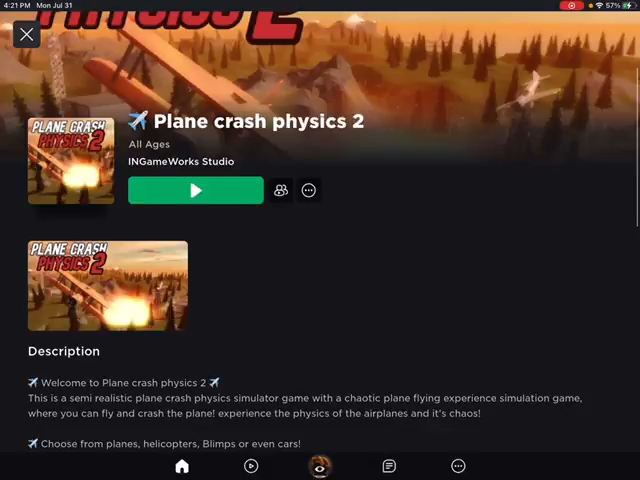 4:21 PM Mon Jul 31
57%
PHYSICS 2
PLANE CRASH
PHYSICS 2
✈️ Plane crash physics 2
All Ages
INGameWorks Studio
PLANE CRASH
PHYSICS 2
Description
✈️ Welcome to Plane crash physics 2 ✈️
This is a semi realistic plane crash physics simulator game with a chaotic plane flying experience simulation game,
where you can fly and crash the plane! experience the physics of the airplanes and it's chaos!
✈️ Choose from planes, helicopters, Blimps or even cars!